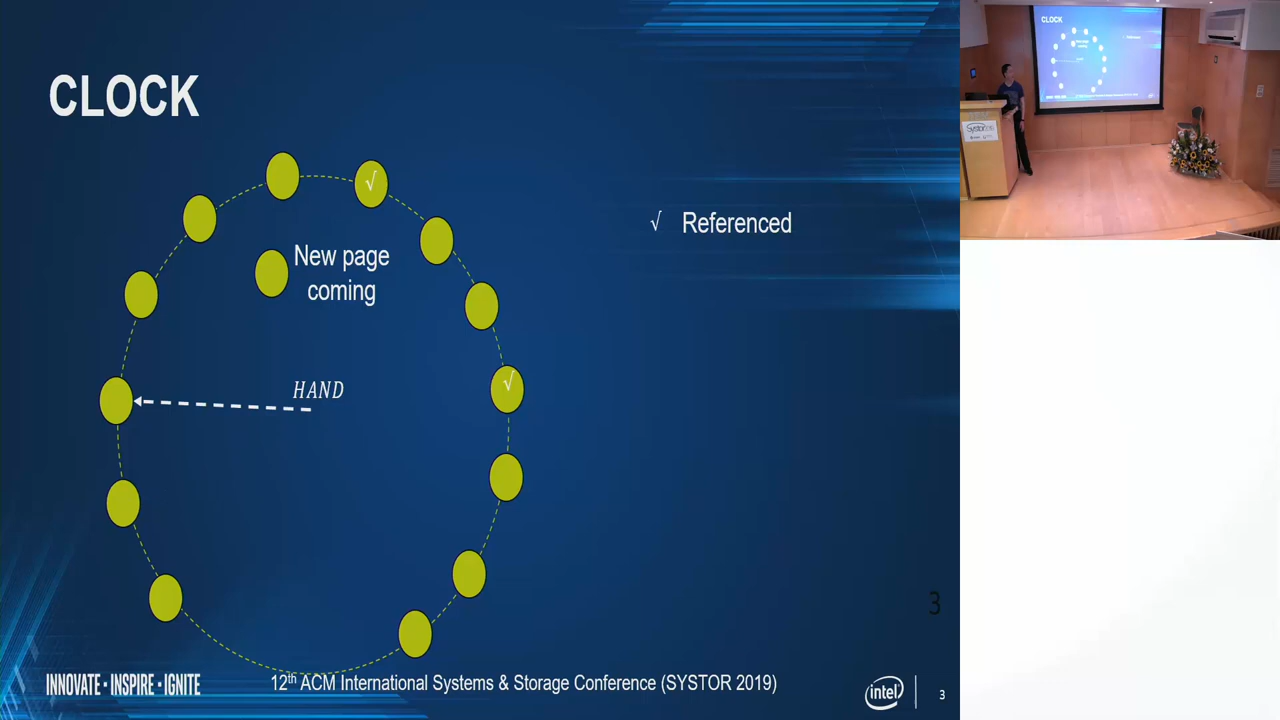 CLOCK
√
√ Referenced
New page
coming
√
HAND
3
INNOVATE · INSPIRE · IGNITE
12th ACM International Systems & Storage Conference (SYSTOR 2019)
intel
3
CLOCK